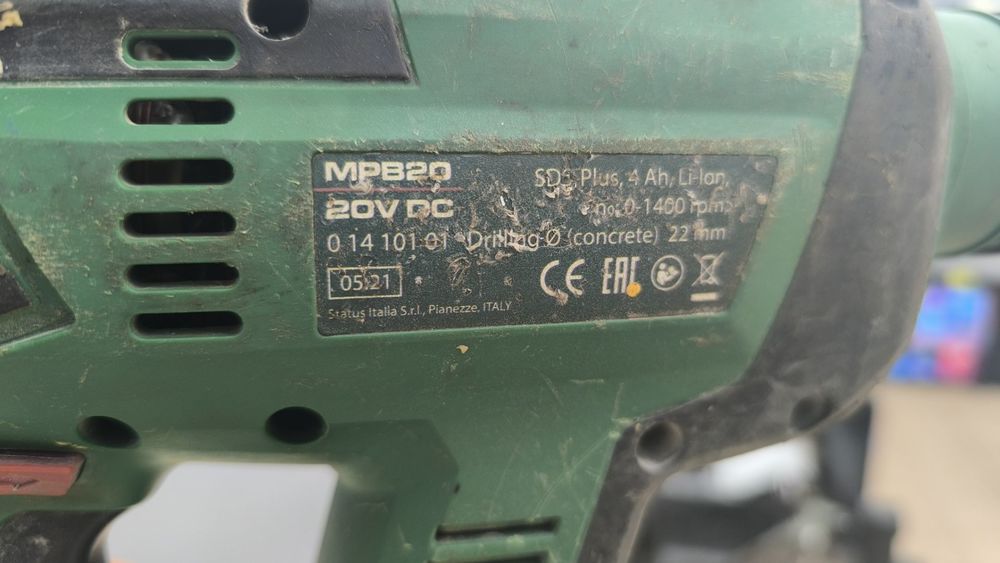 MPB20
SDS Plus, 4 Ah, Li-Ion,
20V DC
no: 0-1400 rpm
0 14 101 01 Drilling Ø (concrete) 22 mm
05.21
CE EAC
Status Italia S.r.l., Pianezze, ITALY